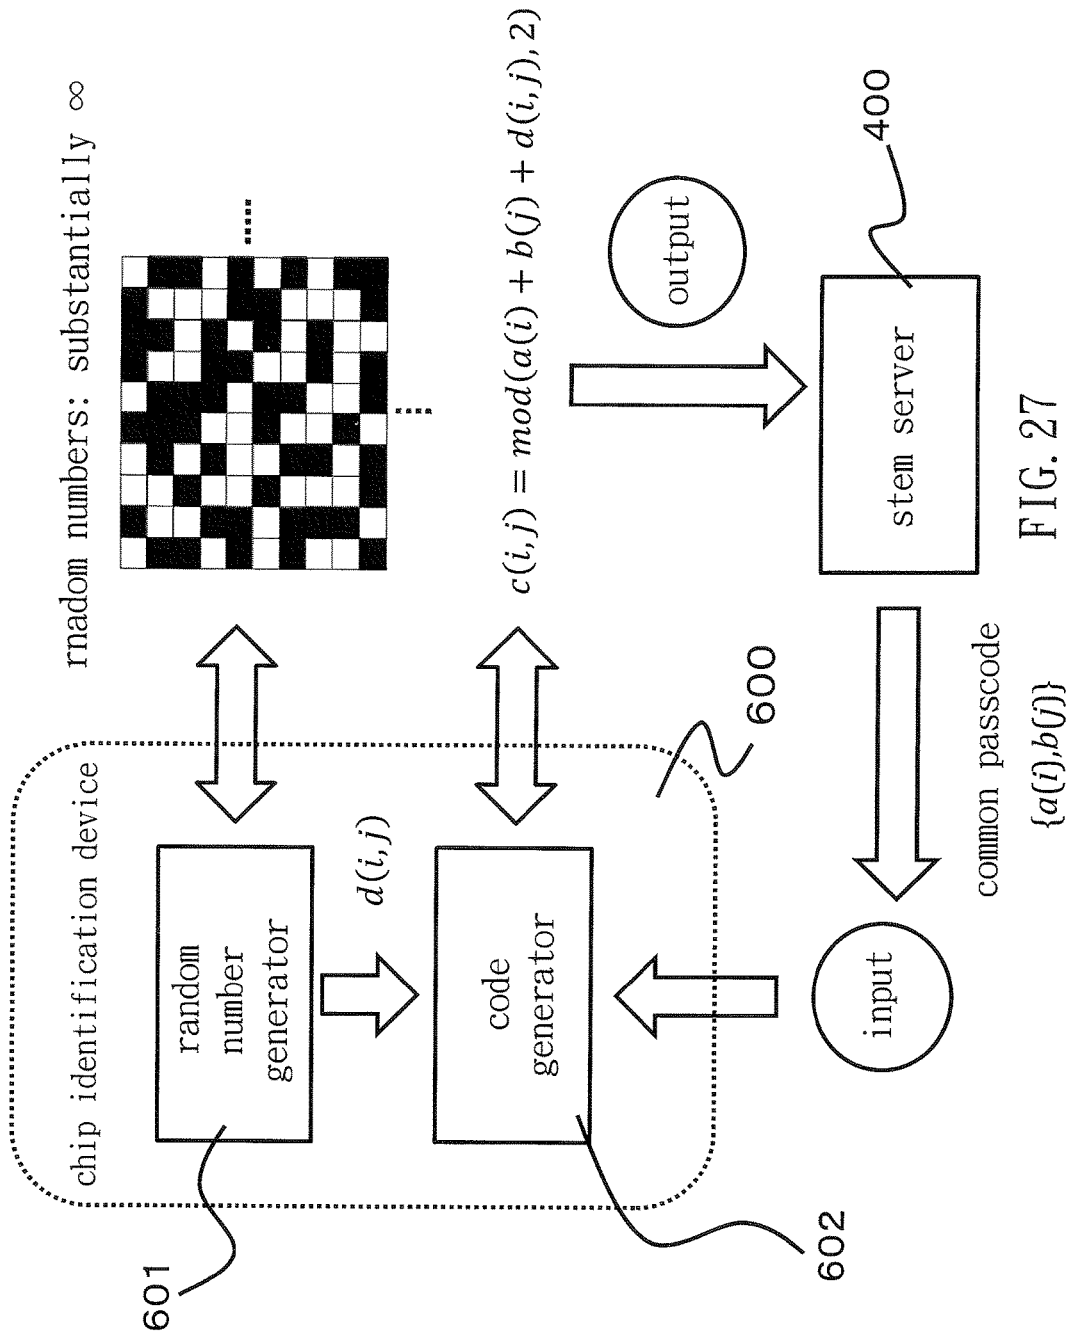 rnadom numbers: substantially ∞
chip identification device
601
random
number
generator
d(i,j)
code
generator
602
600
c(i,j) = mod(a(i) + b(j) + d(i,j), 2)
output
input
common passcode
{a(i),b(j)}
stem server
400
FIG. 27